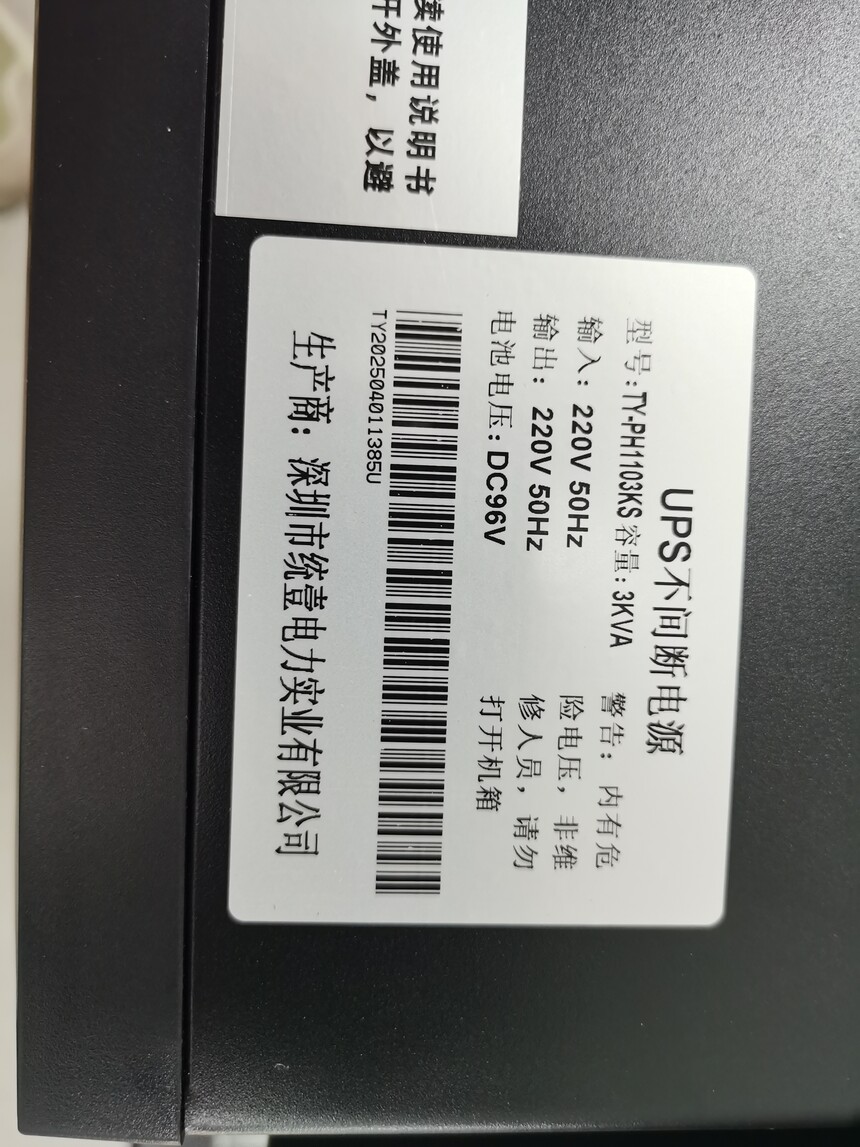 读使用说明书
开外盖，以避
UPS不间断电源
型号:TY-PH1103KS 容量:3KVA
输入：220V 50Hz
输出：220V 50Hz
电池电压：DC96V
警告：内有危
险电压，非维
修人员，请勿
打开机箱
TY202504011385U
生产商：深圳市统壹电力实业有限公司